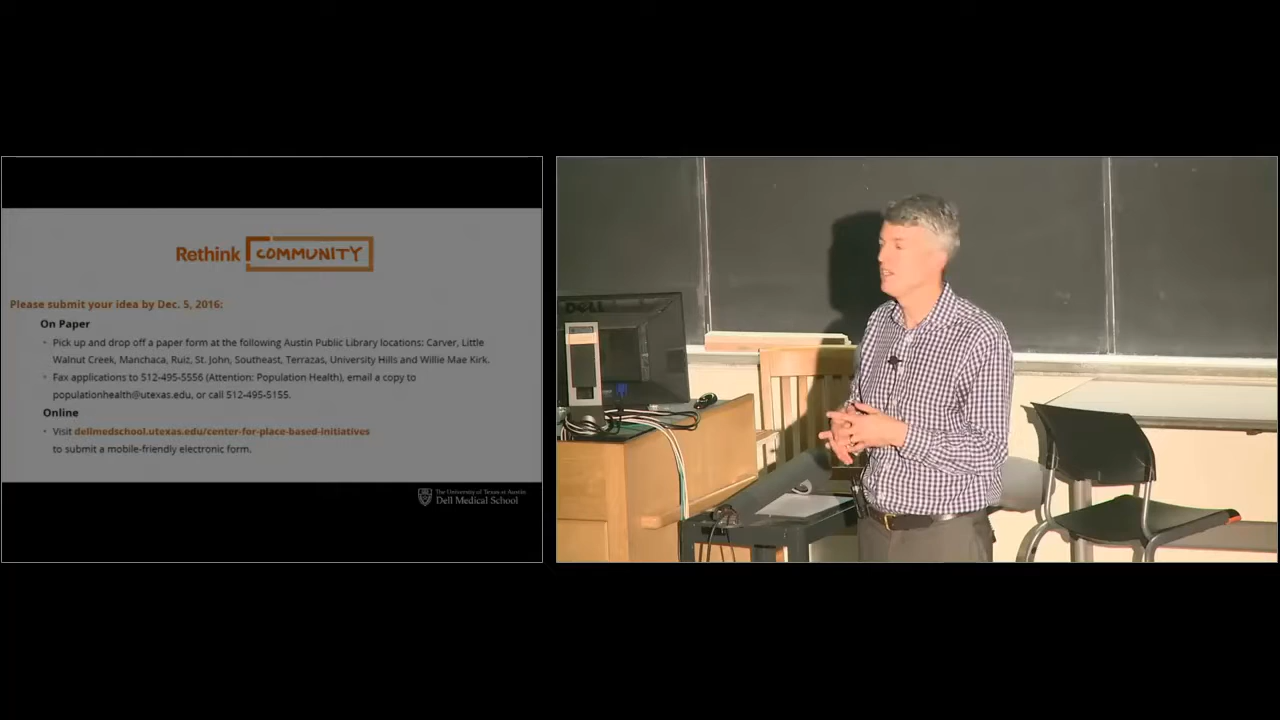 Rethink COMMUNITY
Please submit your idea by Dec. 5, 2016:
On Paper
• Pick up and drop off a paper form at the following Austin Public Library locations: Carver, Little
Walnut Creek, Manchaca, Ruiz, St. John, Southeast, Terrazas, University Hills and Willie Mae Kirk.
• Fax applications to 512-495-5556 (Attention: Population Health), email a copy to
populationhealth@utexas.edu, or call 512-495-5155.
Online
• Visit dellmedschool.utexas.edu/center-for-place-based-initiatives
to submit a mobile-friendly electronic form.
The University of Texas at Austin
Dell Medical School
DELL